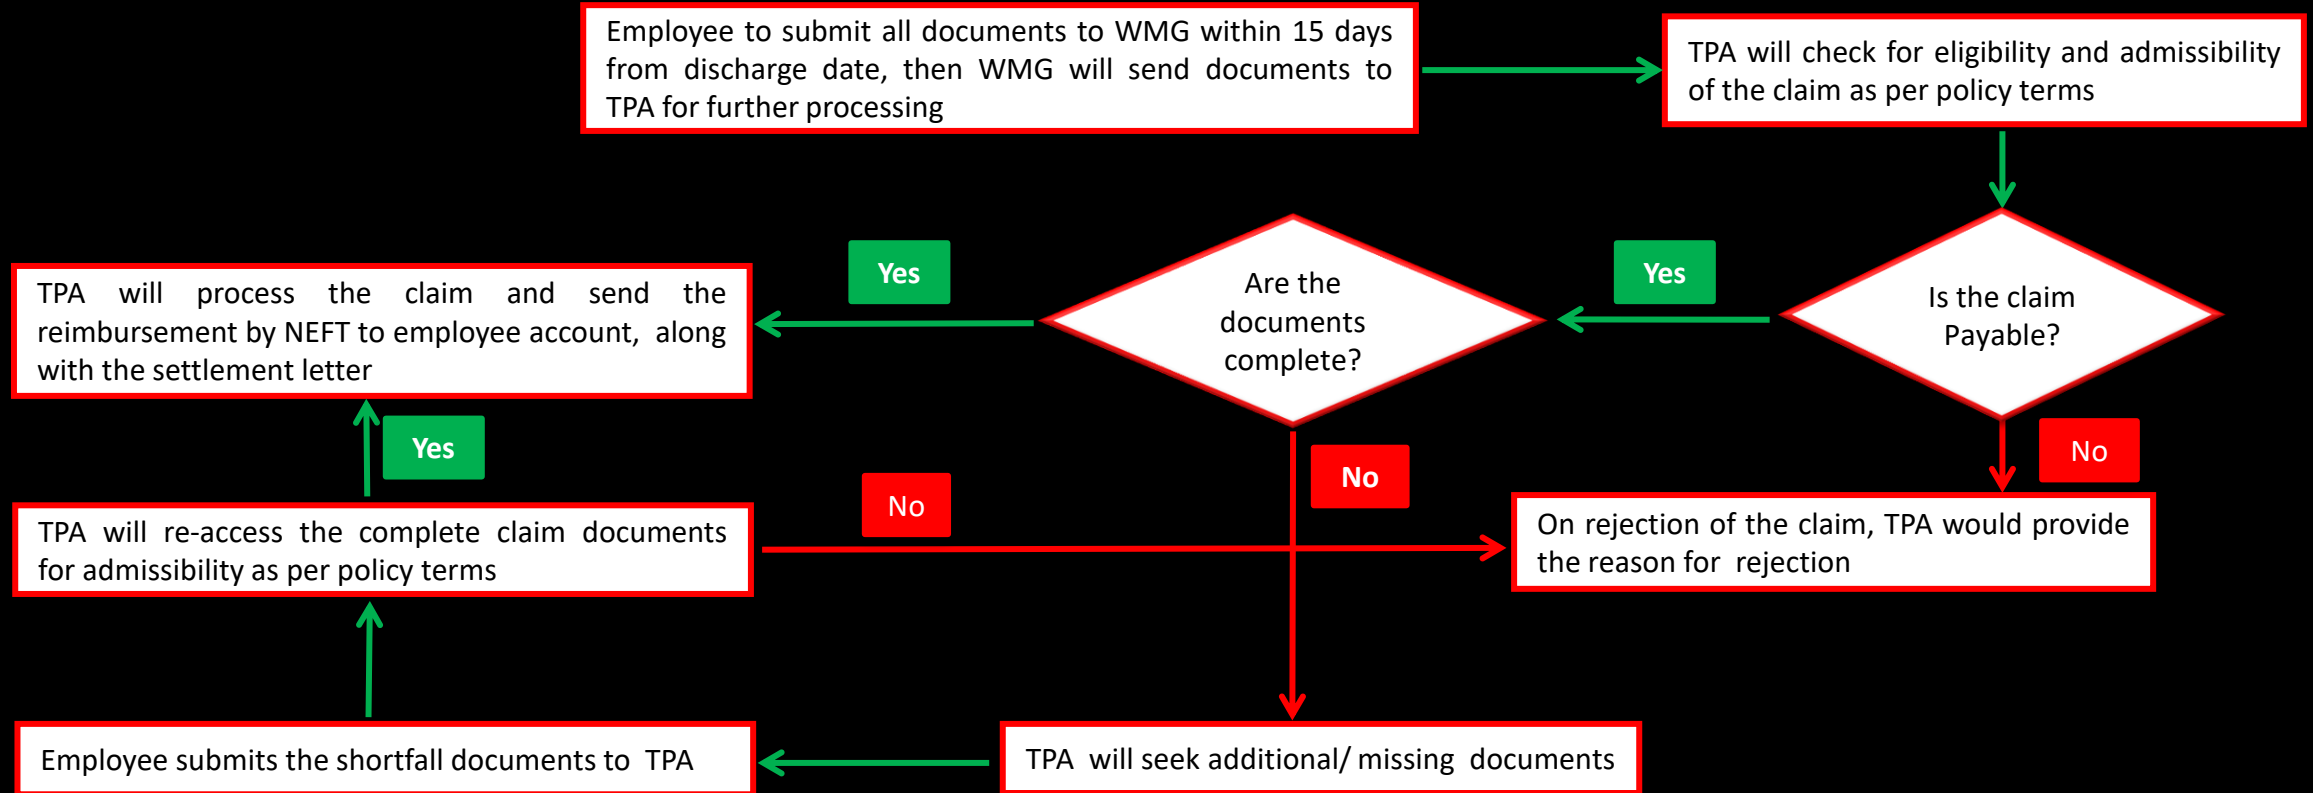 Employee to submit all documents to WMG within 15 days
from discharge date, then WMG will send documents to
TPA for further processing
TPA will check for eligibility and admissibility
of the claim as per policy terms
Yes
Yes
TPA will process the claim and send the
reimbursement by NEFT to employee account, along
with the settlement letter
Are the
documents
complete?
Is the claim
Payable?
Yes
No
No
No
TPA will re-access the complete claim documents
for admissibility as per policy terms
On rejection of the claim, TPA would provide
the reason for rejection
Employee submits the shortfall documents to TPA
TPA will seek additional/ missing documents